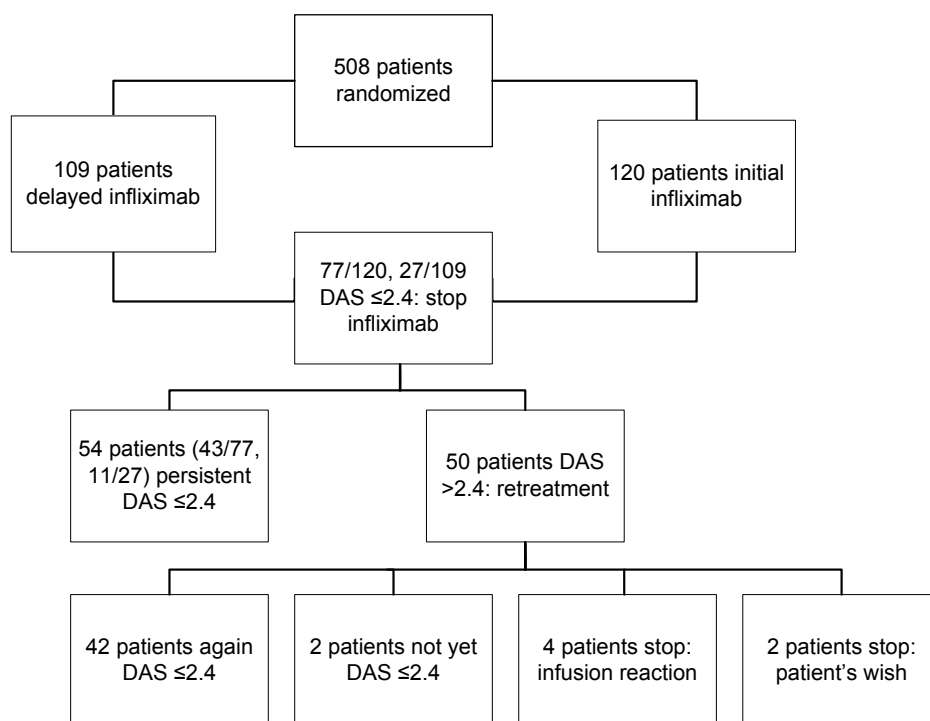 508 patients
randomized
109 patients
delayed infliximab
120 patients initial
infliximab
77/120, 27/109
DAS ≤2.4: stop
infliximab
54 patients (43/77,
11/27) persistent
DAS ≤2.4
50 patients DAS
>2.4: retreatment
42 patients again
DAS ≤2.4
2 patients not yet
DAS ≤2.4
4 patients stop:
infusion reaction
2 patients stop:
patient's wish